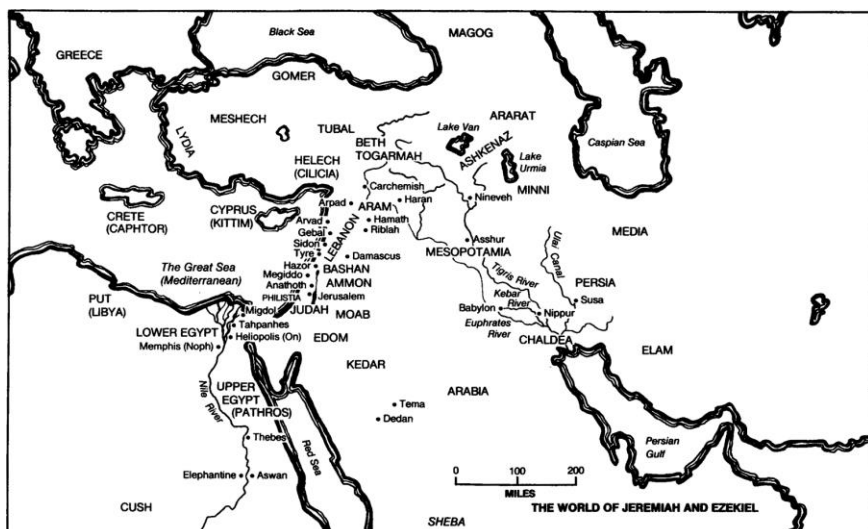 Black Sea
MAGOG
GREECE
GOMER
MESHECH
LYDIA
TUBAL
ARARAT
Lake Van
Caspian Sea
BETH
TOGARMAH
ASHKENAZ
Lake
Urmia
HELECH
(CILICIA)
MINNI
Carchemish
Haran
Nineveh
Arpad
ARAM
CRETE
(CAPHTOR)
CYPRUS
(KITTIM)
Arvad
Hamath
Gebal
Riblah
LEBANON
Sidon
Asshur
MEDIA
Tyre
Damascus
MESOPOTAMIA
Ulai Canal
Hazor
BASHAN
The Great Sea
(Mediterranean)
Megiddo
AMMON
Tigris River
PERSIA
Anathoth
PUT
(LIBYA)
PHILISTIA
Jerusalem
Kebar
River
Susa
Migdol
JUDAH
MOAB
Babylon
Nippur
Tahpanhes
Euphrates
River
LOWER EGYPT
Heliopolis (On)
EDOM
CHALDEA
Memphis (Noph)
ELAM
KEDAR
UPPER
EGYPT
(PATHROS)
ARABIA
Nile River
Tema
Dedan
Red Sea
Thebes
Persian
Gulf
Elephantine
Aswan
0
100
200
MILES
CUSH
THE WORLD OF JEREMIAH AND EZEKIEL
SHEBA